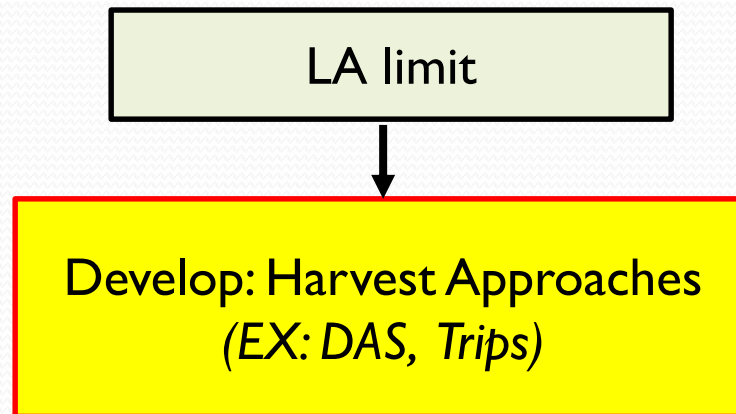 LA limit
Develop: Harvest Approaches
(EX: DAS, Trips)